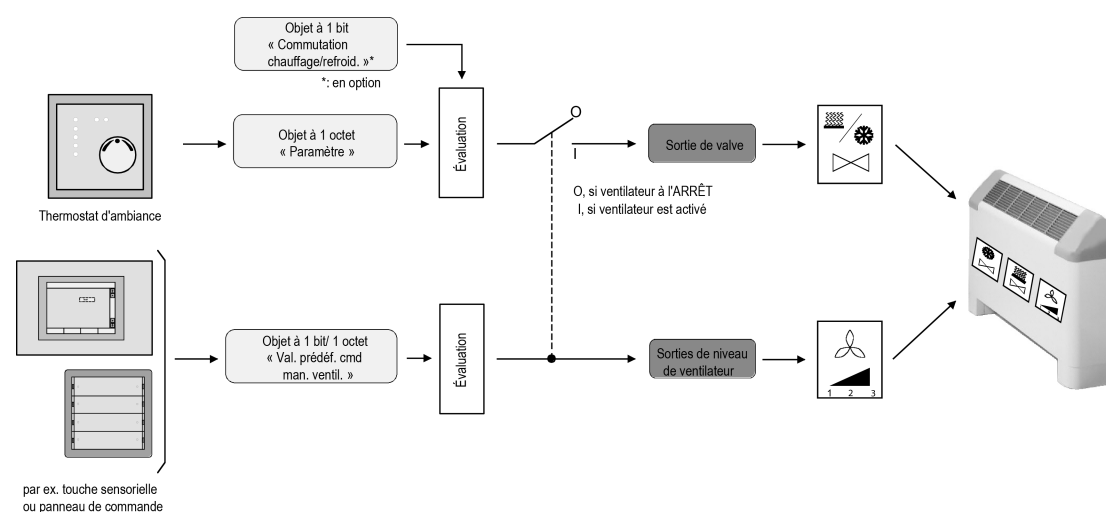 Objet à 1 bit
« Commutation
chauffage/refroid. »*
*: en option
Objet à 1 octet
« Paramètre »
Évaluation
O
I
Sortie de valve
O, si ventilateur à l'ARRÊT
I, si ventilateur est activé
Thermostat d'ambiance
Objet à 1 bit/ 1 octet
« Val. prédéf. cmd
man. ventil. »
Évaluation
Sorties de niveau
de ventilateur
1 2 3
par ex. touche sensorielle
ou panneau de commande